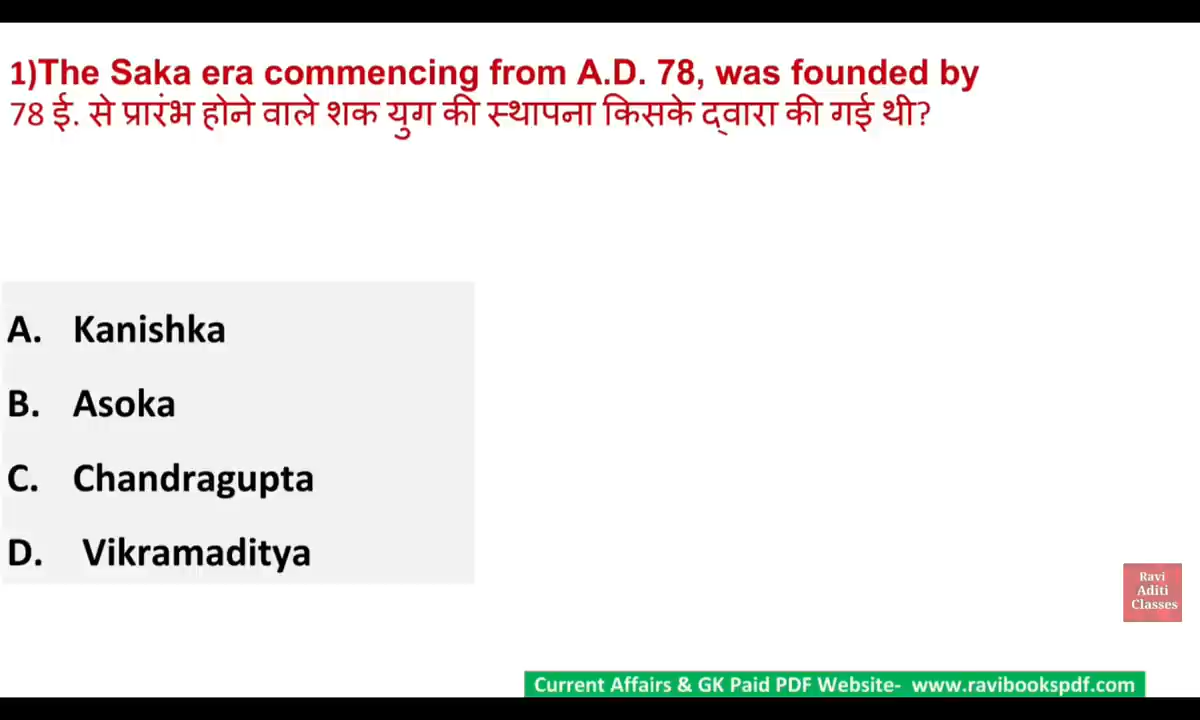 1)The Saka era commencing from A.D. 78, was founded by
78 ई. से प्रारंभ होने वाले शक युग की स्थापना किसके द्वारा की गई थी?
A. Kanishka
B. Asoka
C. Chandragupta
D. Vikramaditya
Ravi
Aditi
Classes
Current Affairs & GK Paid PDF Website- www.ravibookspdf.com